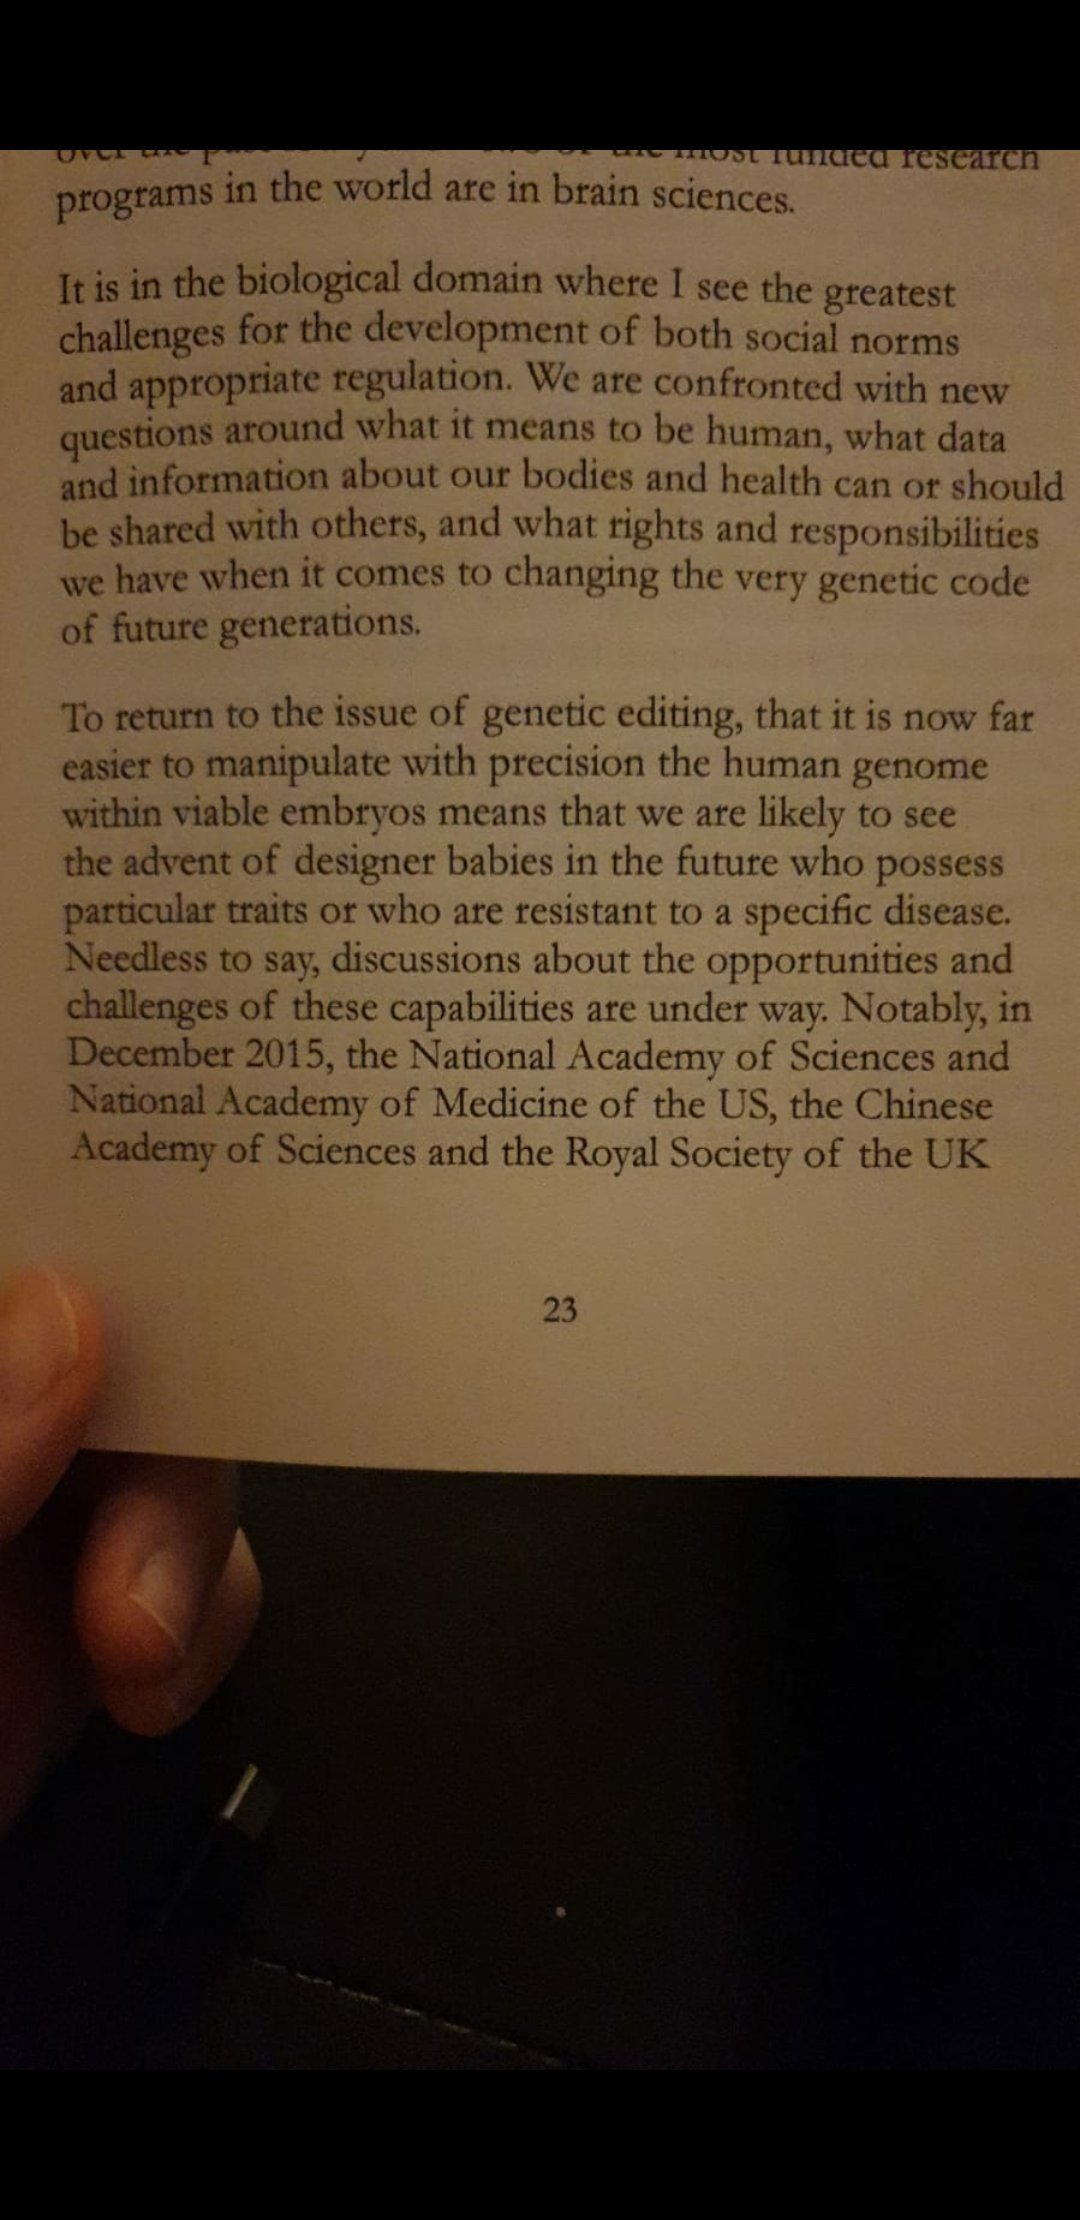 most funded research
programs in the world are in brain sciences.
It is in the biological domain where I see the greatest
challenges for the development of both social norms
and appropriate regulation. We are confronted with new
questions around what it means to be human, what data
and information about our bodies and health can or should
be shared with others, and what rights and responsibilities
we have when it comes to changing the very genetic code
of future generations.
To return to the issue of genetic editing, that it is now far
easier to manipulate with precision the human genome
within viable embryos means that we are likely to see
the advent of designer babies in the future who possess
particular traits or who are resistant to a specific disease.
Needless to say, discussions about the opportunities and
challenges of these capabilities are under way. Notably, in
December 2015, the National Academy of Sciences and
National Academy of Medicine of the US, the Chinese
Academy of Sciences and the Royal Society of the UK
23